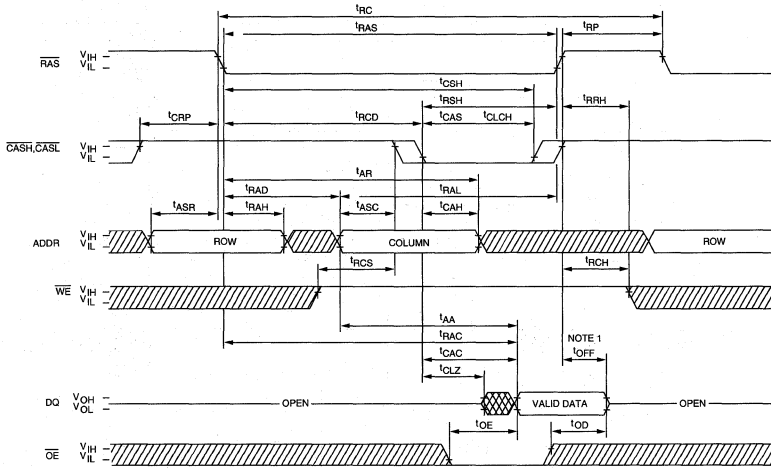 tRC
tRAS tRP
RAS VIH
VIL
tCSH
tRSH tRRH
tCRP tRCD tCAS tCLCH
CASH,CASL VIH
VIL
tAR
tRAD tRAL
tASR tRAH tASC tCAH
ADDR VIH
VIL
ROW COLUMN ROW
tRCS tRCH
WE VIH
VIL
tAA
tRAC NOTE 1
tCAC tOFF
tCLZ
DQ VOH
VOL
OPEN VALID DATA OPEN
tOE tOD
OE VIH
VIL